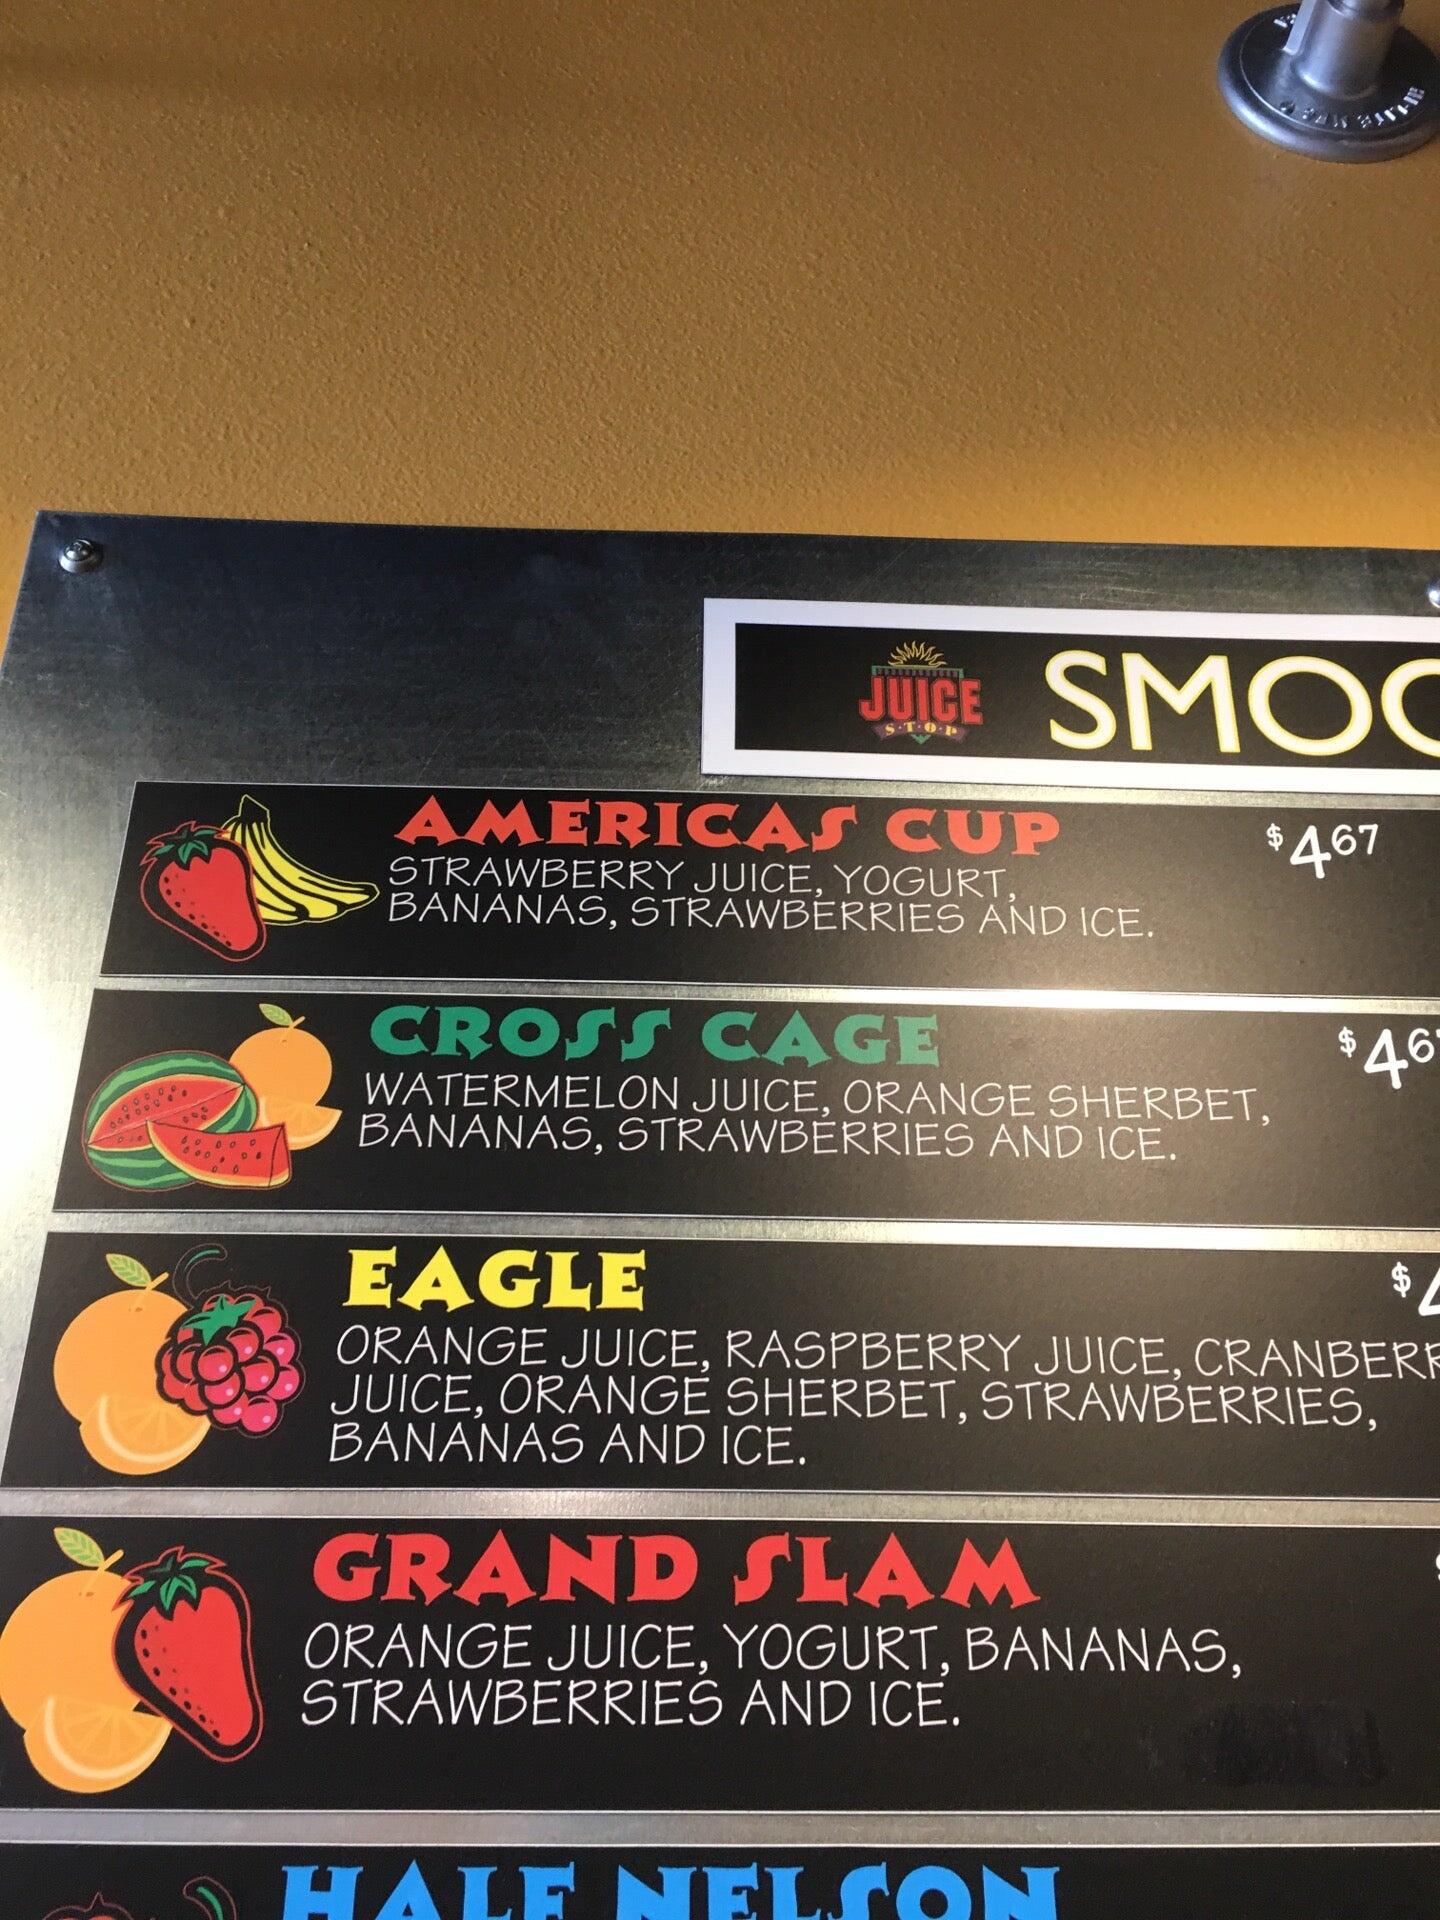 JUICE
STOP
AMERICAS CUP $4.67
STRAWBERRY JUICE, YOGURT,
BANANAS, STRAWBERRIES AND ICE.
CROSS CAGE
WATERMELON JUICE, ORANGE SHERBET,
BANANAS, STRAWBERRIES AND ICE.
EAGLE
ORANGE JUICE, RASPBERRY JUICE,
JUICE, ORANGE SHERBET, STRAWBERRIES,
BANANAS AND ICE.
GRAND SLAM
ORANGE JUICE, YOGURT, BANANAS,
STRAWBERRIES AND ICE.
HALF NELSON